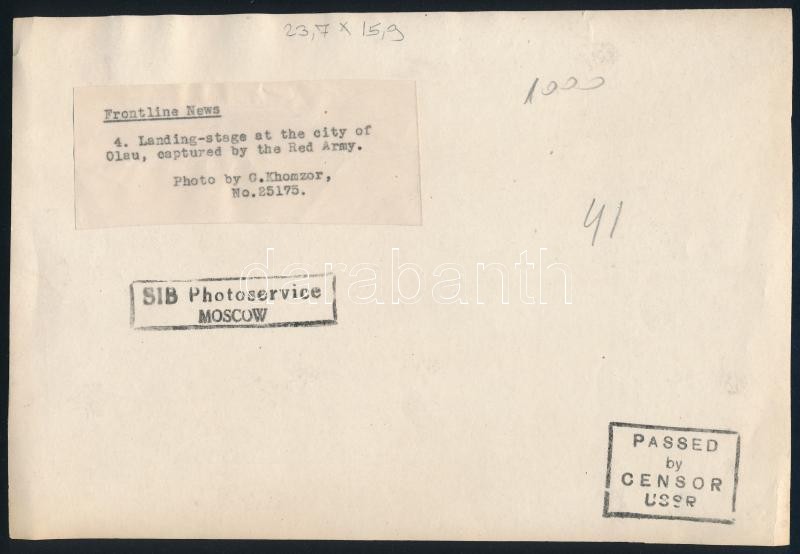 23,7 x 15,9
1000
Frontline News
4. Landing-stage at the city of
Olau, captured by the Red Army.
Photo by G.Khomzor,
No.25175.
41
darabanth
SIB Photoservice
MOSCOW
PASSED
by
CENSOR
USSR